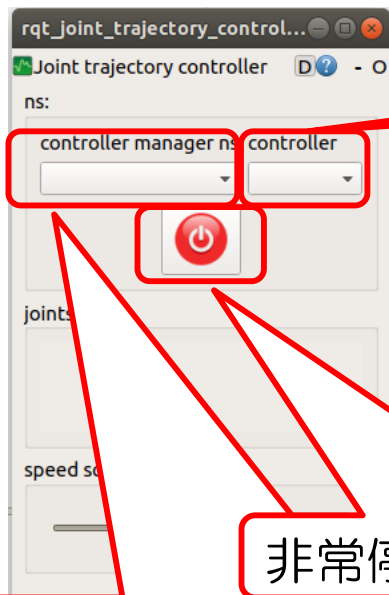 rqt_joint_trajectory_control...
Joint trajectory controller D ? - O
ns:
controller manager ns controller
joints
speed sc
非常停